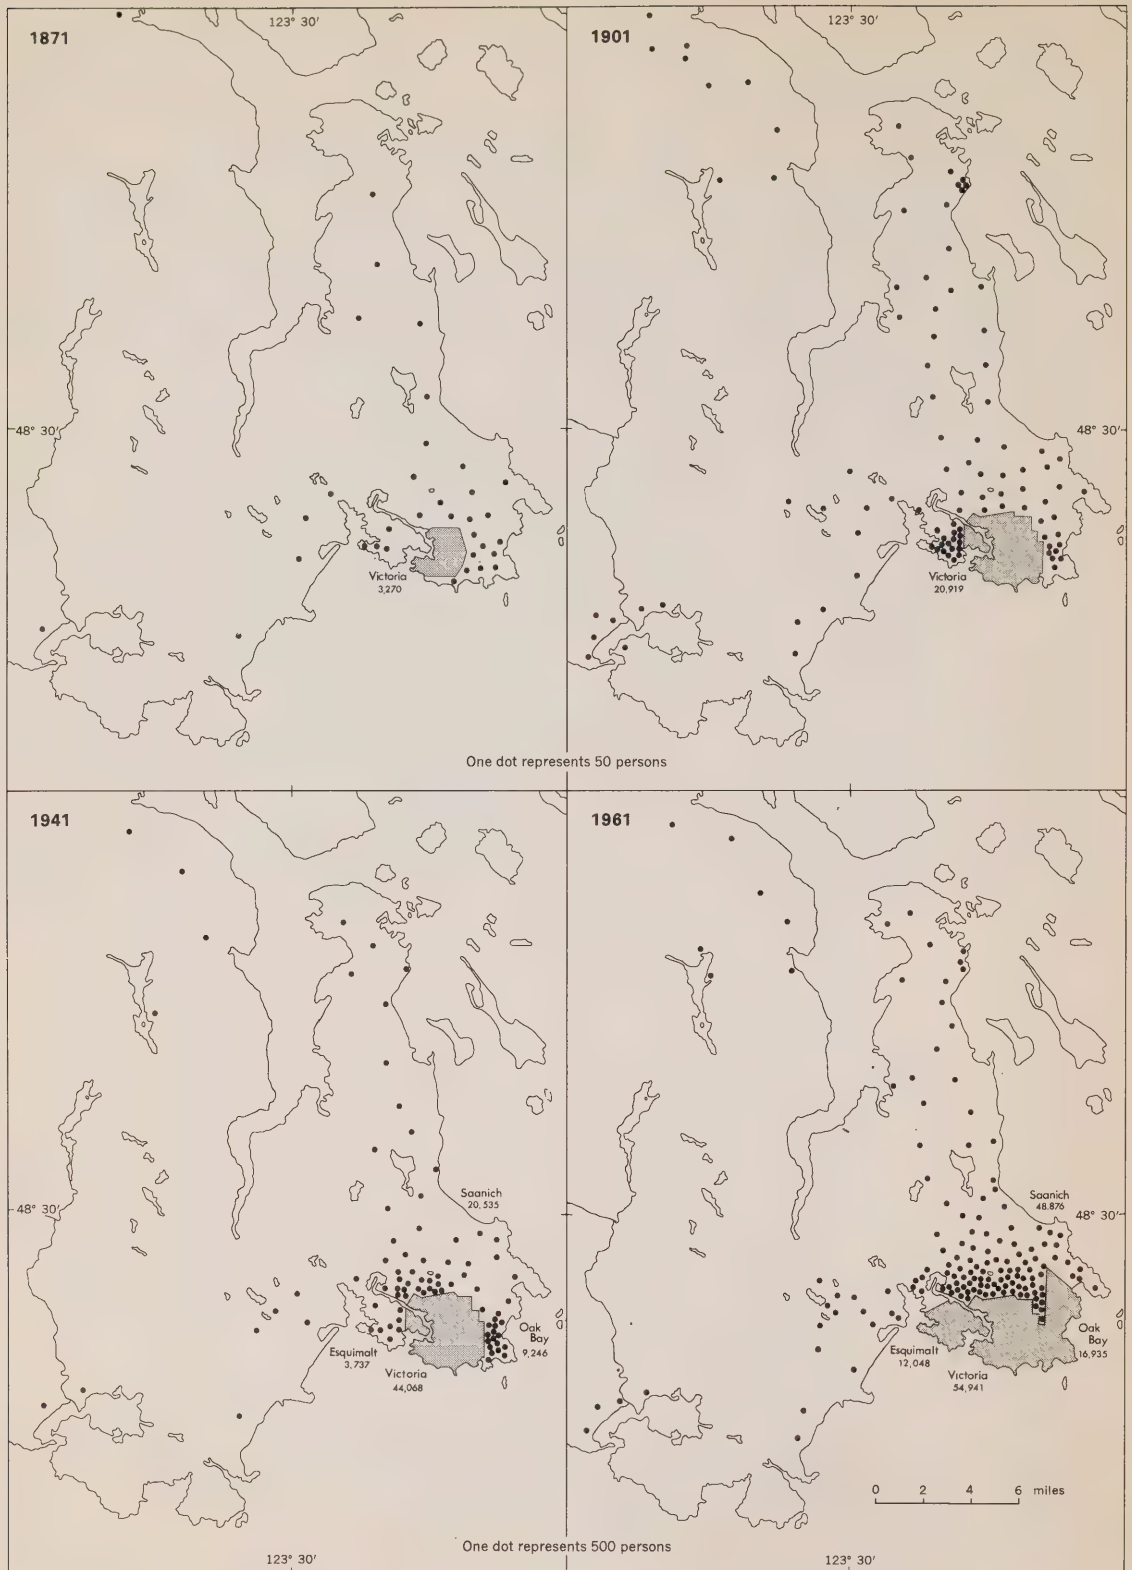 123° 30′
1871
48° 30′
Victoria
3,270
123° 30′
1901
48° 30′
Victoria
20,919
One dot represents 50 persons
1941
Saanich
20,535
48° 30′
Oak
Bay
9,246
Esquimalt
3,737
Victoria
44,068
123° 30′
1961
Saanich
48.876
48° 30′
Oak
Bay
16,935
Esquimalt
12,048
Victoria
54,941
0 2 4 6 miles
One dot represents 500 persons
123° 30′